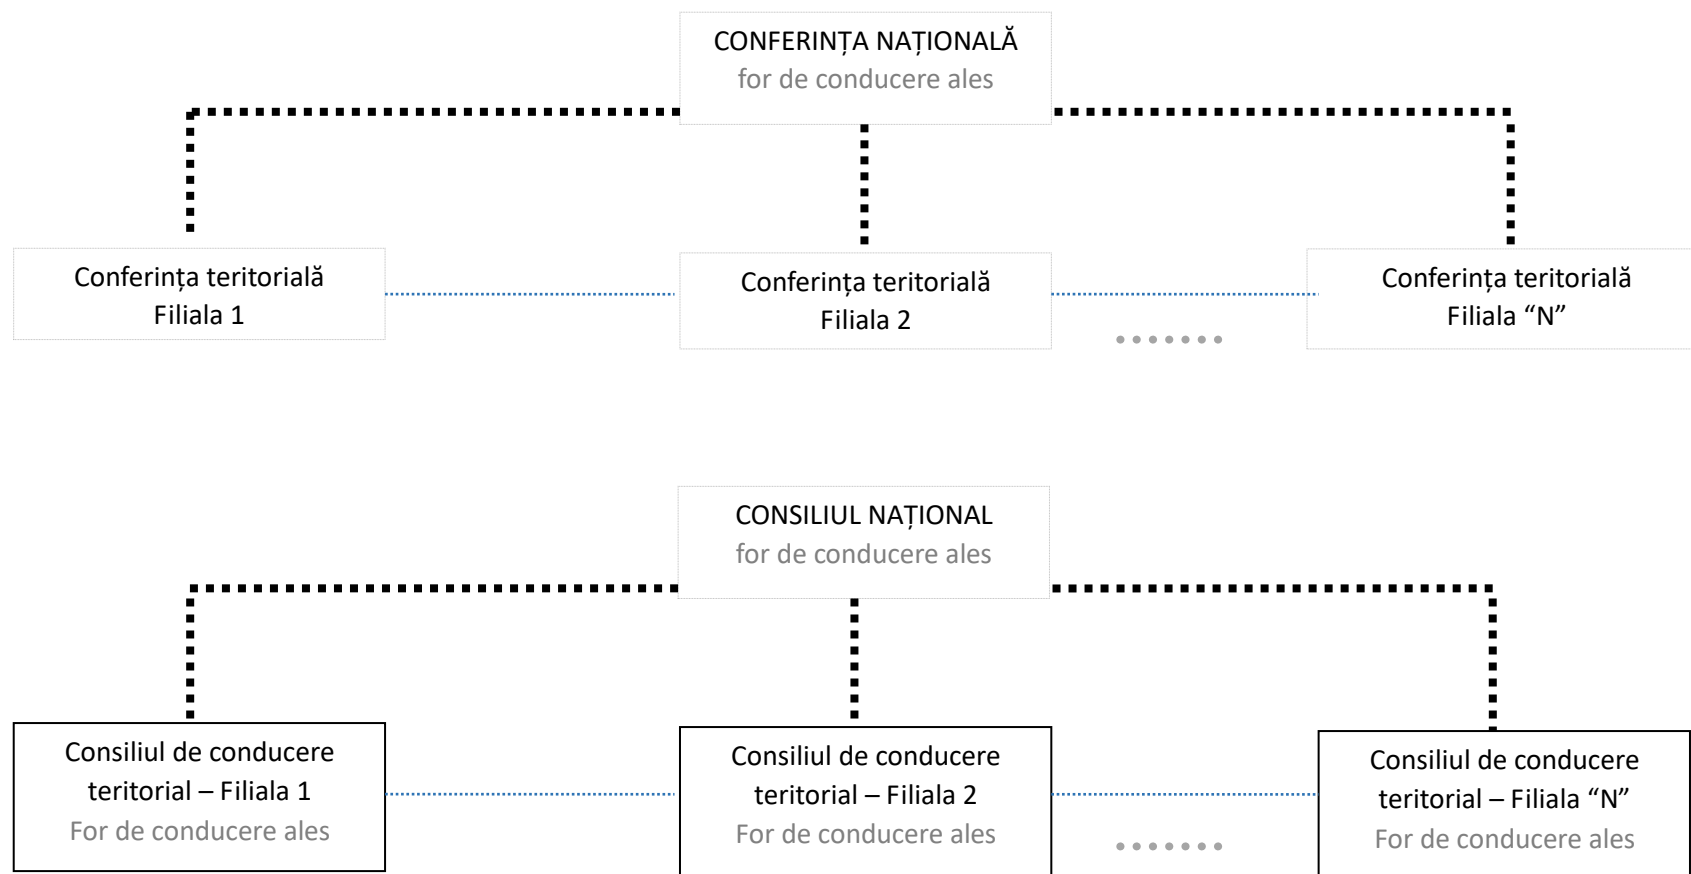 CONFERINȚA NAȚIONALĂ
for de conducere ales
Conferința teritorială
Filiala 1
Conferința teritorială
Filiala 2
Conferința teritorială
Filiala “N”
CONSILIUL NAȚIONAL
for de conducere ales
Consiliul de conducere
teritorial – Filiala 1
For de conducere ales
Consiliul de conducere
teritorial – Filiala 2
For de conducere ales
Consiliul de conducere
teritorial – Filiala “N”
For de conducere ales